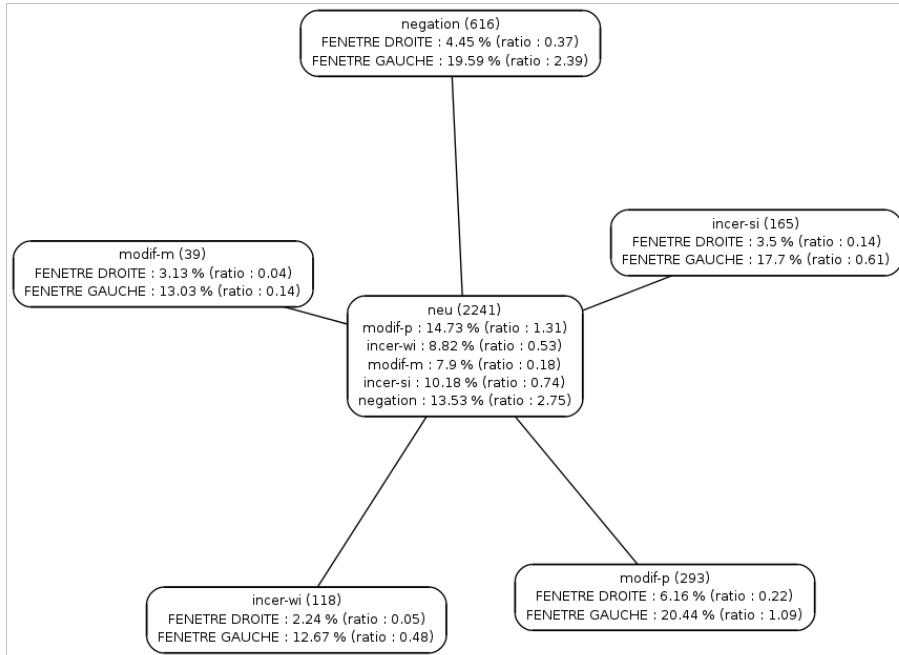 negation (616)
FENETRE DROITE : 4.45 % (ratio : 0.37)
FENETRE GAUCHE : 19.59 % (ratio : 2.39)
incer-si (165)
FENETRE DROITE : 3.5 % (ratio : 0.14)
FENETRE GAUCHE : 17.7 % (ratio : 0.61)
modif-m (39)
FENETRE DROITE : 3.13 % (ratio : 0.04)
FENETRE GAUCHE : 13.03 % (ratio : 0.14)
neu (2241)
modif-p : 14.73 % (ratio : 1.31)
incer-wi : 8.82 % (ratio : 0.53)
modif-m : 7.9 % (ratio : 0.18)
incer-si : 10.18 % (ratio : 0.74)
negation : 13.53 % (ratio : 2.75)
incer-wi (118)
FENETRE DROITE : 2.24 % (ratio : 0.05)
FENETRE GAUCHE : 12.67 % (ratio : 0.48)
modif-p (293)
FENETRE DROITE : 6.16 % (ratio : 0.22)
FENETRE GAUCHE : 20.44 % (ratio : 1.09)